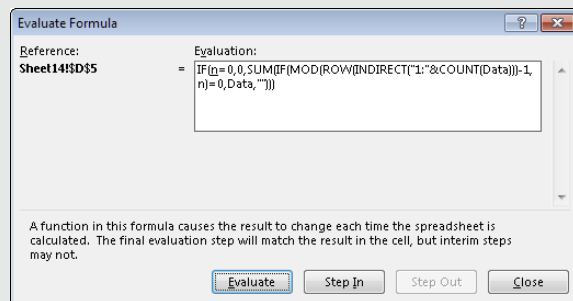 Evaluate Formula
Reference:
Evaluation:
Sheet14!$D$5
=
IF(n=0,0,SUM(IF(MOD(ROW(INDIRECT("1:"&COUNT(Data)))-1,
n)=0,Data,"")))
A function in this formula causes the result to change each time the spreadsheet is
calculated. The final evaluation step will match the result in the cell, but interim steps
may not.
Evaluate
Step In
Step Out
Close